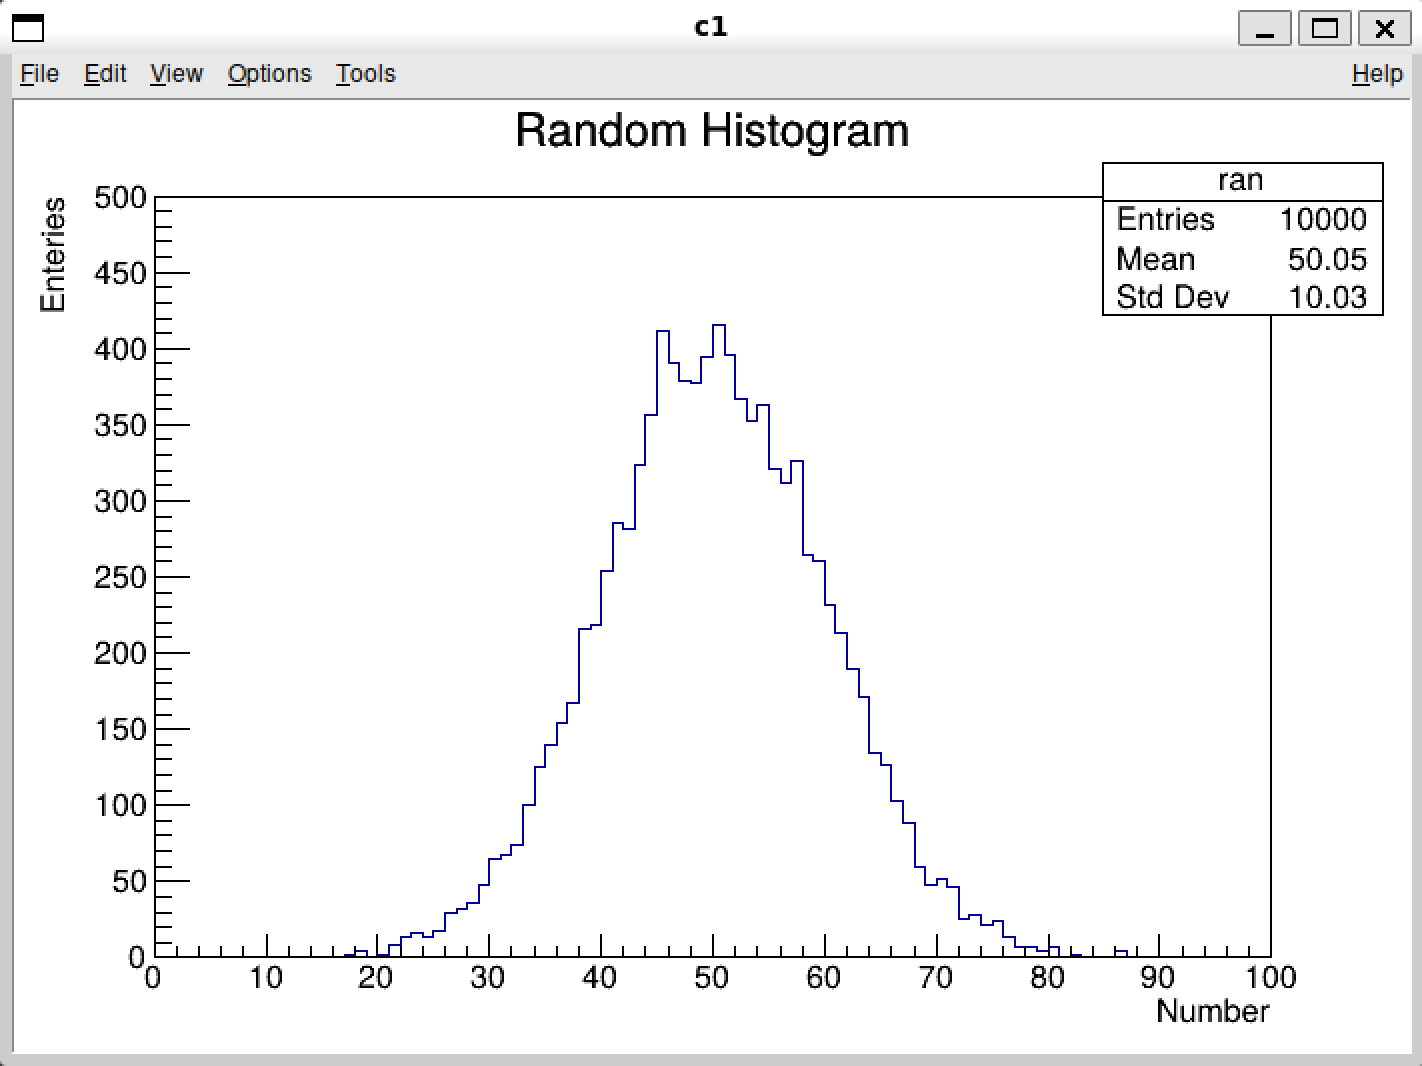 c1
File Edit View Options Tools Help
Random Histogram
ran
Entries 10000
Mean 50.05
Std Dev 10.03
Enteries
500
450
400
350
300
250
200
150
100
50
0
0 10 20 30 40 50 60 70 80 90 100
Number